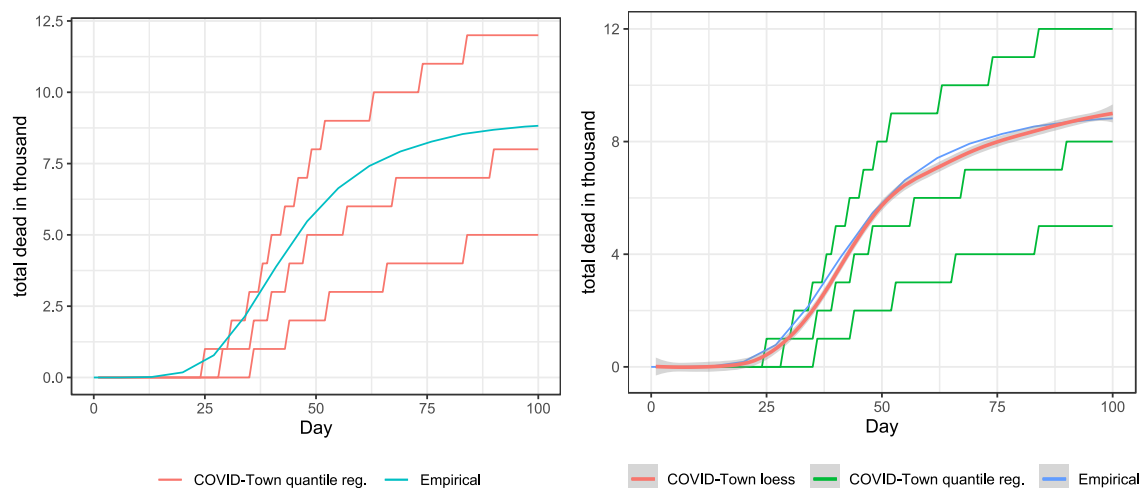 total dead in thousand
12.5
10.0
7.5
5.0
2.5
0.0
0
25
50
75
100
Day
COVID-Town quantile reg.
Empirical
total dead in thousand
12
8
4
0
0
25
50
75
100
Day
COVID-Town loess
COVID-Town quantile reg.
Empirical